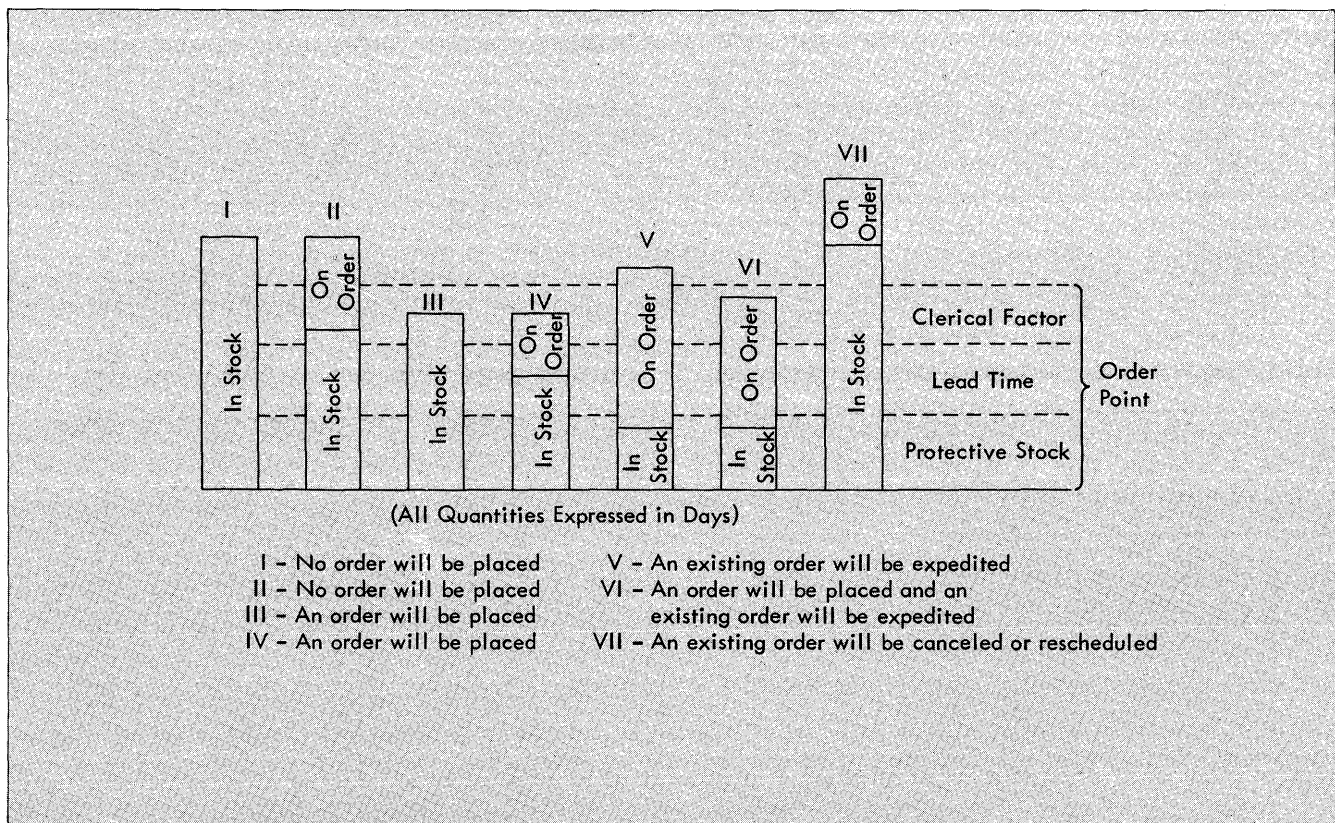 VII
I
II
V
VI
III
IV
In Stock
On Order
In Stock
In Stock
On Order
In Stock
On Order
In Stock
On Order
In Stock
On Order
In Stock
Clerical Factor
Lead Time
Protective Stock
Order
Point
(All Quantities Expressed in Days)
I - No order will be placed
II - No order will be placed
III - An order will be placed
IV - An order will be placed
V - An existing order will be expedited
VI - An order will be placed and an
existing order will be expedited
VII - An existing order will be canceled or rescheduled